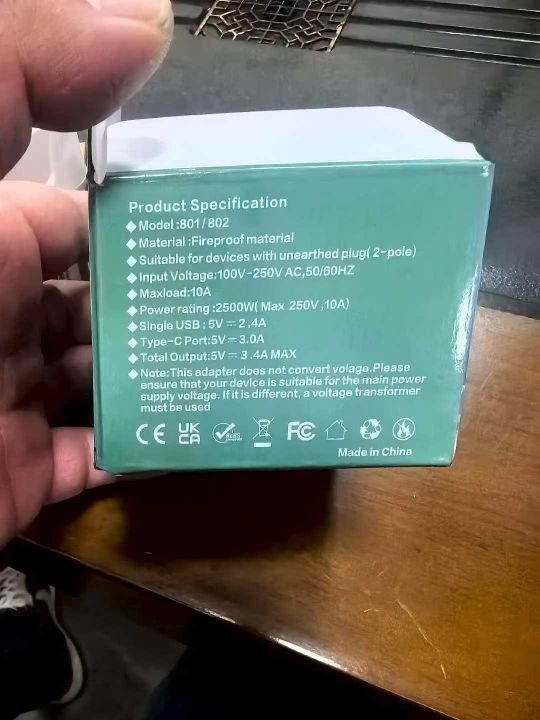 Product Specification
◆ Model :801/802
◆ Material :Fireproof material
◆ Suitable for devices with unearthed plug( 2-pole)
◆ Input Voltage:100V-250V AC,50/60HZ
◆ Maxload:10A
◆ Power rating :2500W( Max 250V ,10A)
◆ Single USB : 5V ⎓ 2.4A
◆ Type-C Port:5V ⎓ 3.0A
◆ Total Output:5V ⎓ 3.4A MAX
◆ Note:This adapter does not convert volage.Please
ensure that your device is suitable for the main power
supply voltage. If it is different, a voltage transformer
must be used
CE UK CA RoHS FC
Made in China